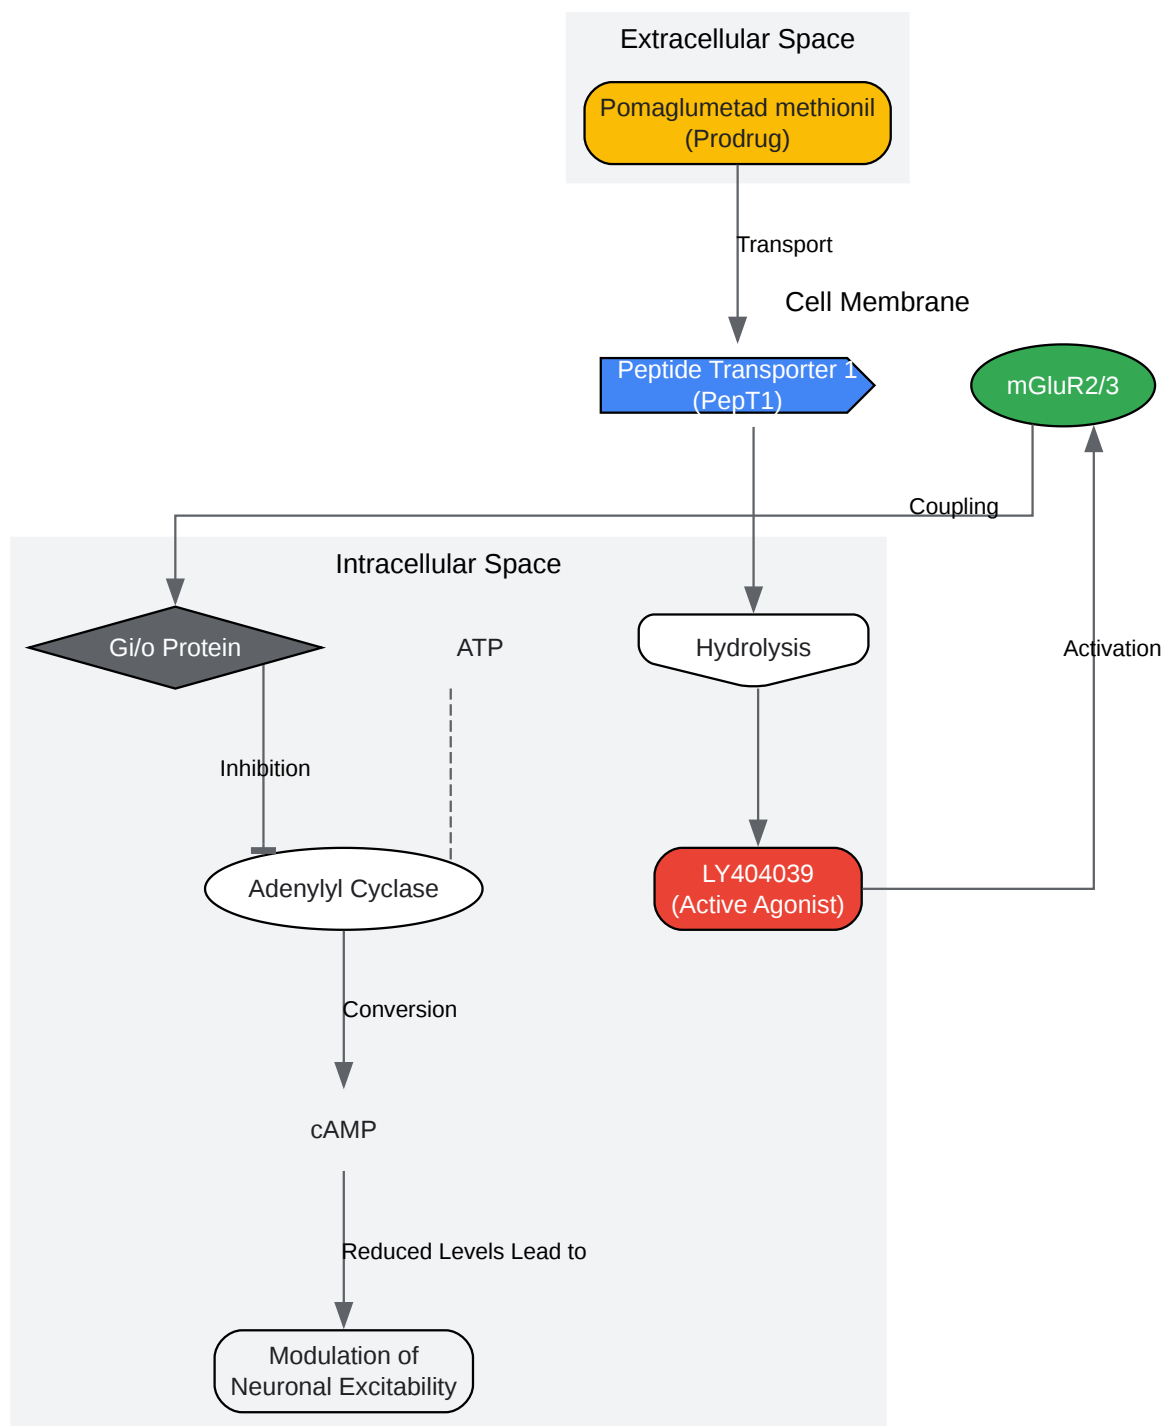 Extracellular Space
Pomaglumetad methionil
(Prodrug)
Transport
Cell Membrane
Peptide Transporter 1
(PepT1)
mGluR2/3
Coupling
Intracellular Space
Gi/o Protein
ATP
Hydrolysis
Activation
Inhibition
LY404039
(Active Agonist)
Adenylyl Cyclase
Conversion
cAMP
Reduced Levels Lead to
Modulation of
Neuronal Excitability